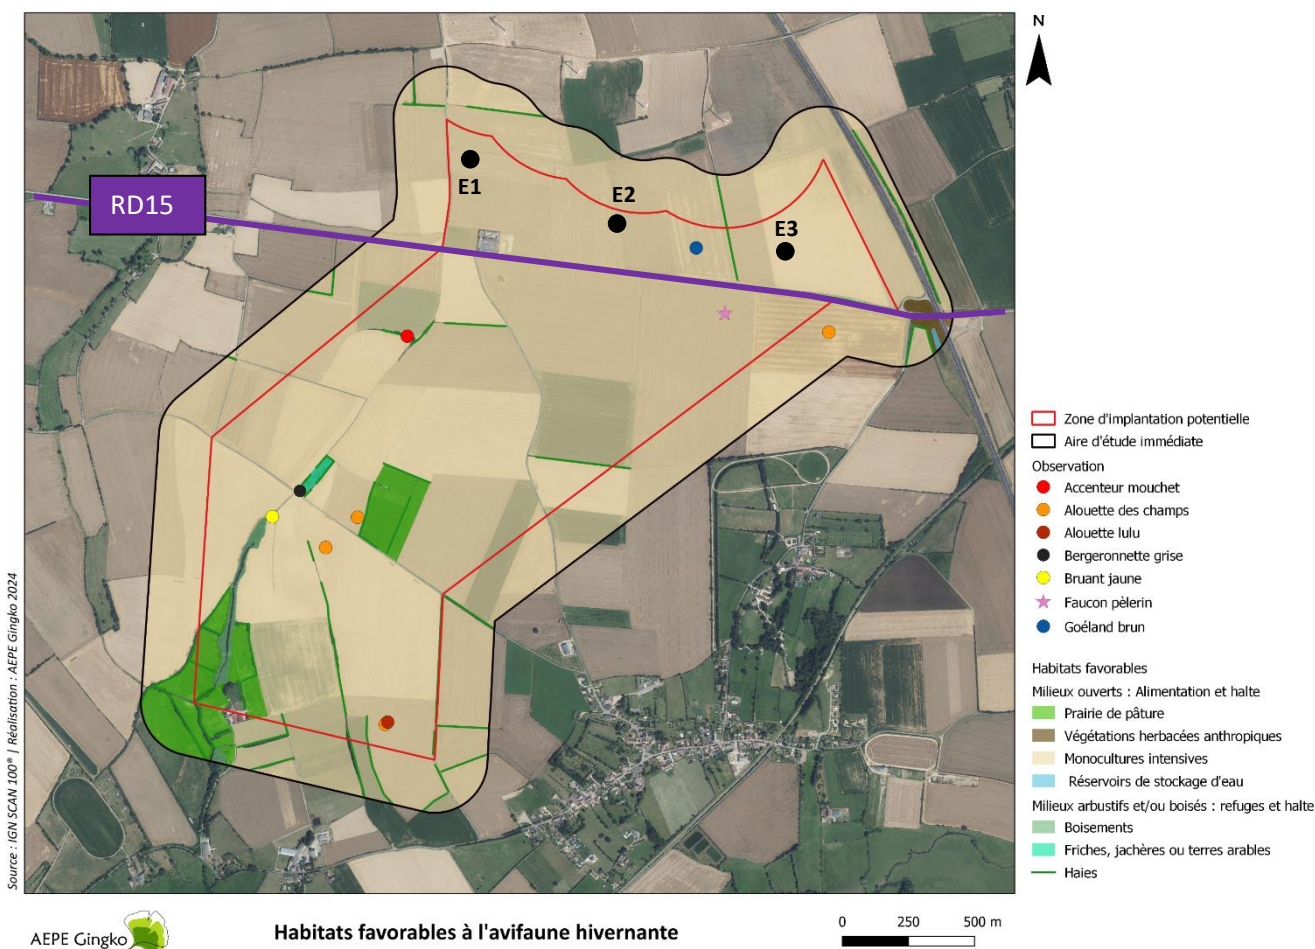 N
E1
E2
E3
RD15
Zone d'implantation potentielle
Aire d'étude immédiate
Observation
Accenteur mouchet
Alouette des champs
Alouette lulu
Bergeronnette grise
Bruant jaune
Faucon pèlerin
Goéland brun
Habitats favorables
Milieux ouverts : Alimentation et halte
Prairie de pâture
Végétations herbacées anthropiques
Monocultures intensives
Réservoirs de stockage d'eau
Milieux arbustifs et/ou boisés : refuges et halte
Boisements
Friches, jachères ou terres arables
Haies
Source : IGN SCAN 100® | Réalisation : AEPE Gingko 2024
AEPE Gingko
Habitats favorables à l'avifaune hivernante
0 250 500 m